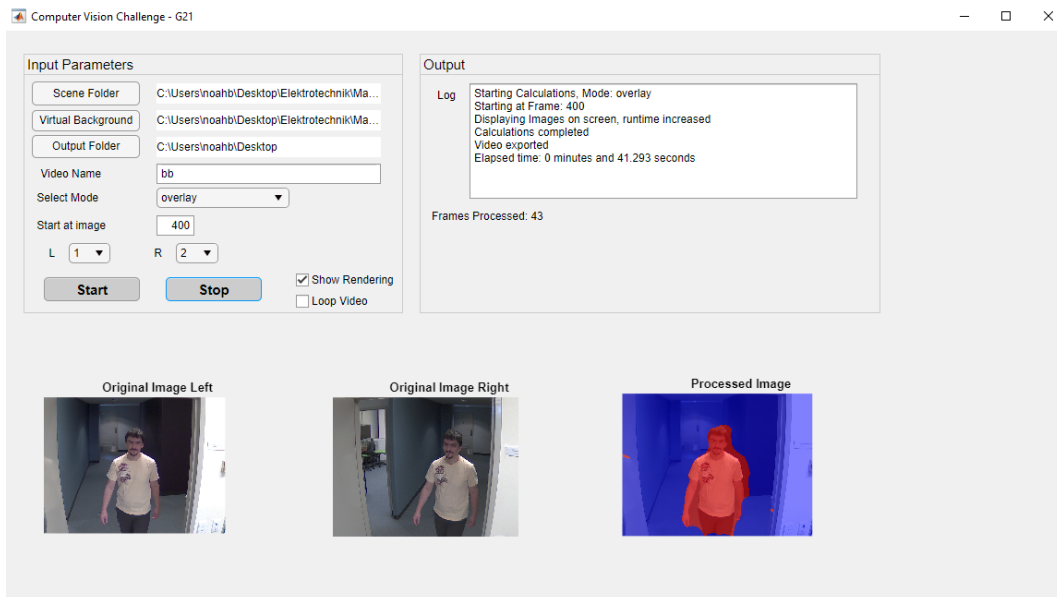 Computer Vision Challenge - G21
Input Parameters
Scene Folder C:\Users\noahb\Desktop\Elektrotechnik\Ma...
Virtual Background C:\Users\noahb\Desktop\Elektrotechnik\Ma...
Output Folder C:\Users\noahb\Desktop
Video Name bb
Select Mode overlay
Start at image 400
L 1 R 2
Start Stop
Show Rendering
Loop Video
Output
Log
Starting Calculations, Mode: overlay
Starting at Frame: 400
Displaying Images on screen, runtime increased
Calculations completed
Video exported
Elapsed time: 0 minutes and 41.293 seconds
Frames Processed: 43
Original Image Left
Original Image Right
Processed Image